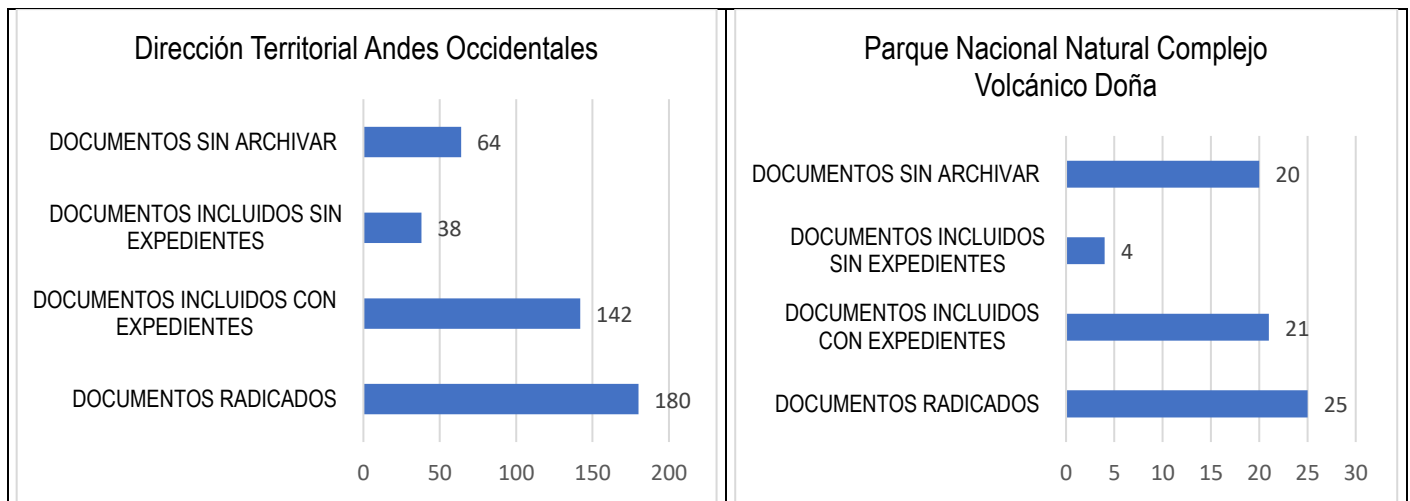 Dirección Territorial Andes Occidentales
DOCUMENTOS SIN ARCHIVAR
64
DOCUMENTOS INCLUIDOS SIN
EXPEDIENTES
38
DOCUMENTOS INCLUIDOS CON
EXPEDIENTES
142
DOCUMENTOS RADICADOS
180
0 50 100 150 200
Parque Nacional Natural Complejo
Volcánico Doña
DOCUMENTOS SIN ARCHIVAR
20
DOCUMENTOS INCLUIDOS
SIN EXPEDIENTES
4
DOCUMENTOS INCLUIDOS
CON EXPEDIENTES
21
DOCUMENTOS RADICADOS
25
0 5 10 15 20 25 30